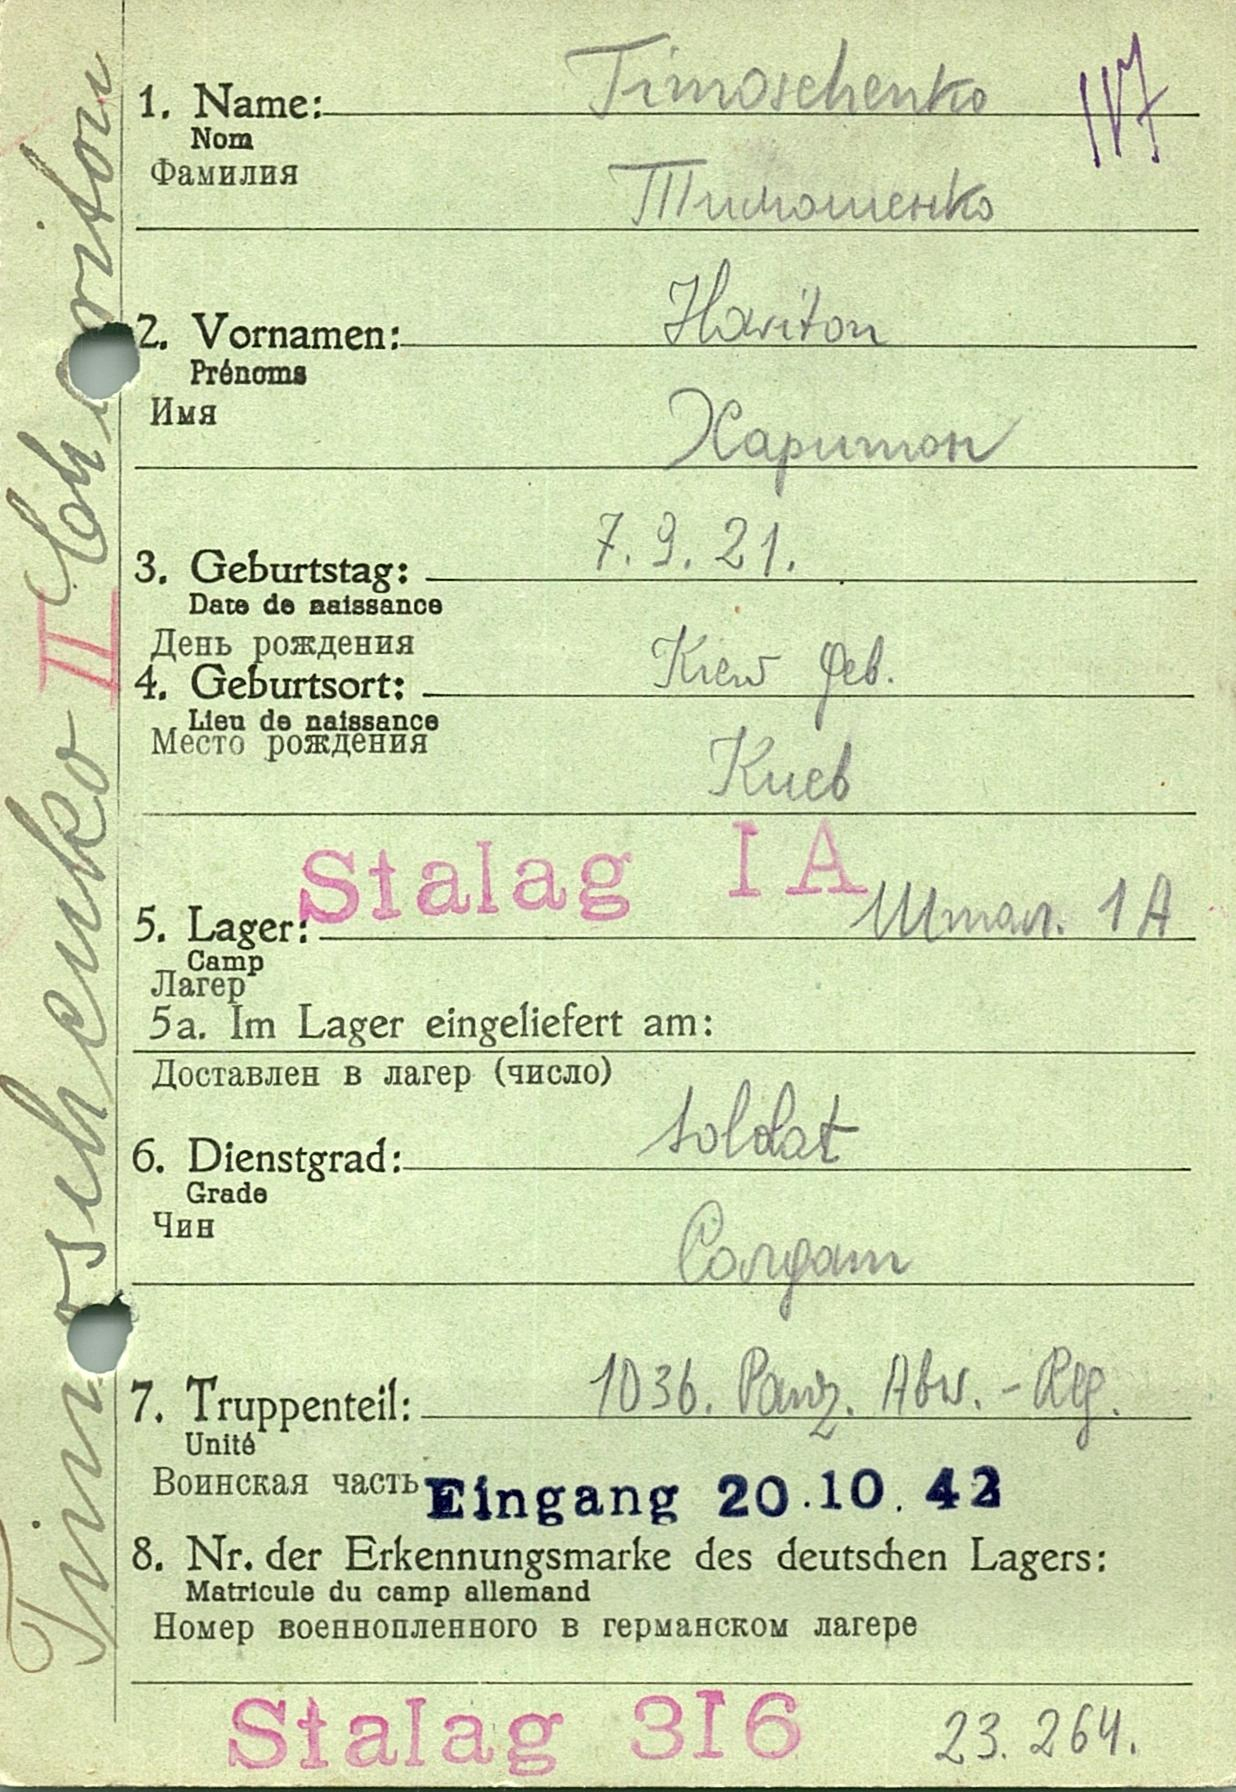 Timoschenko II Chariton
1. Name: Timoschenko
Nom
Фамилия
Тимошенко
2. Vornamen: Hariton
Prénoms
Имя
Харитон
3. Geburtstag: 7.9.21.
Date de naissance
День рождения
4. Geburtsort: Kiew Geb.
Lieu de naissance
Место рождения
Киев
Stalag IA
5. Lager: Штал. 1A
Camp
Лагер
5a. Im Lager eingeliefert am:
Доставлен в лагер (число)
6. Dienstgrad: Soldat
Grade
Чин
Солдат
7. Truppenteil: 1036. Panz. Abw. - Reg.
Unité
Воинская часть Eingang 20.10.42
8. Nr. der Erkennungsmarke des deutschen Lagers:
Matricule du camp allemand
Номер военнопленного в германском лагере
Stalag 3I6 23.264.